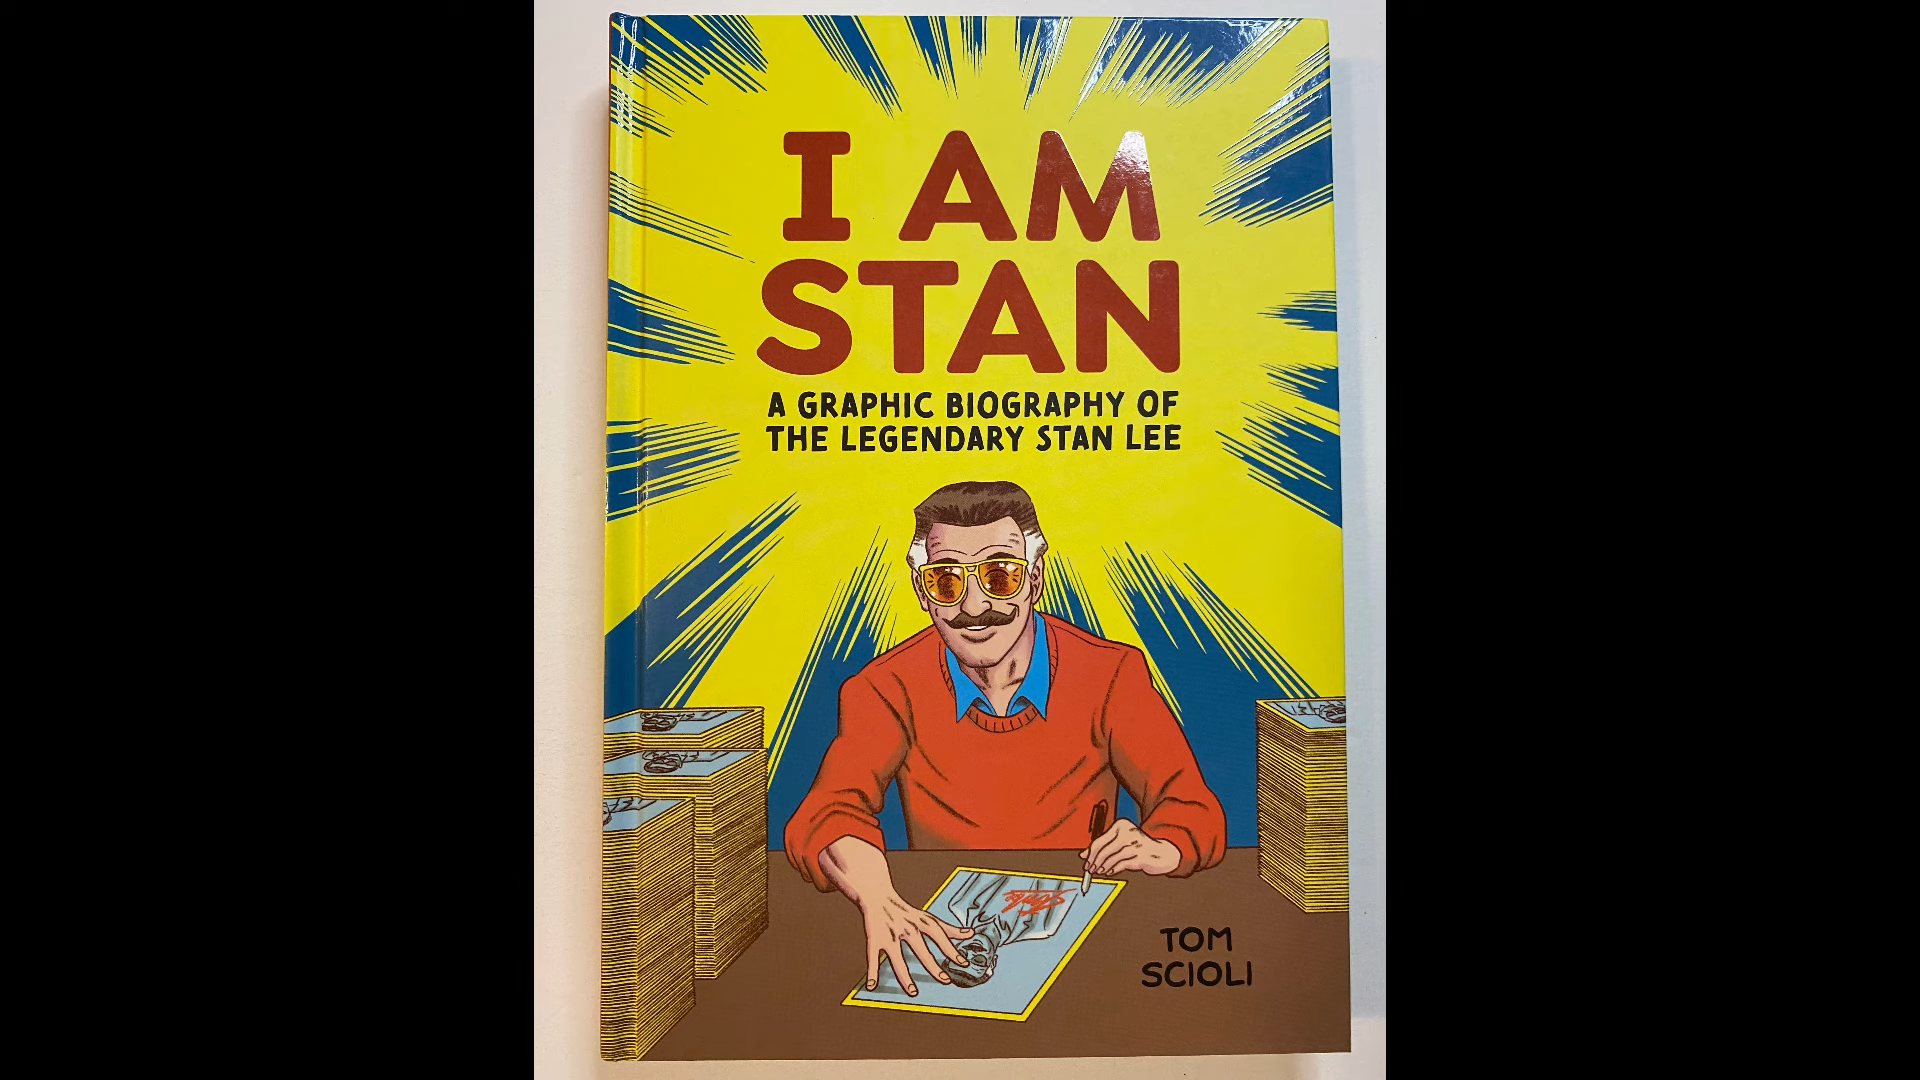 I AM
STAN
A GRAPHIC BIOGRAPHY OF
THE LEGENDARY STAN LEE
TOM
SCIOLI